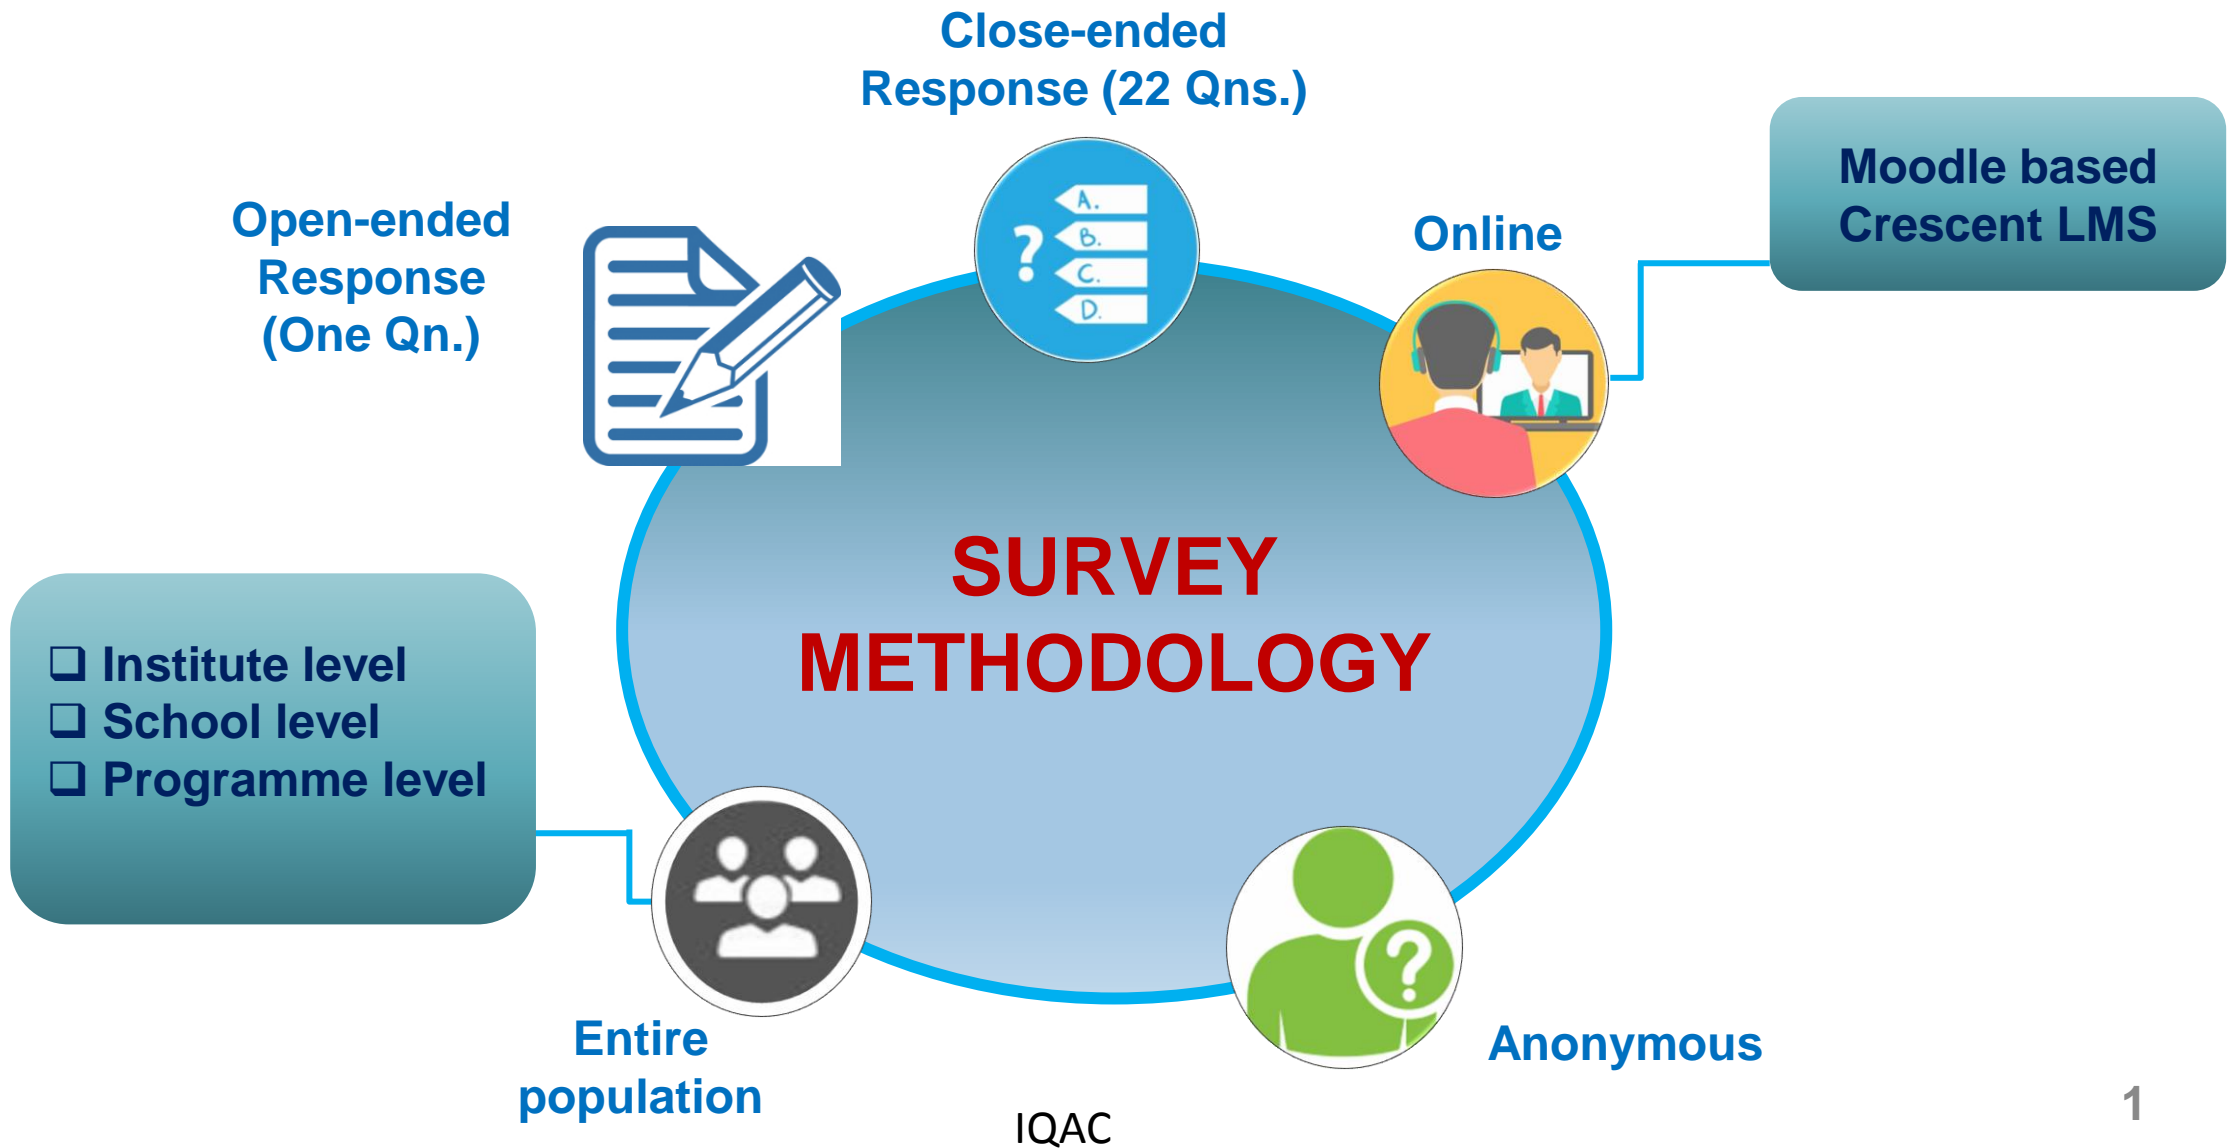 Close-ended
Response (22 Qns.)
Open-ended
Response
(One Qn.)
A.
B.
C.
D.
?
Online
Moodle based
Crescent LMS
SURVEY
METHODOLOGY
❑ Institute level
❑ School level
❑ Programme level
Entire
population
?
Anonymous
IQAC
1